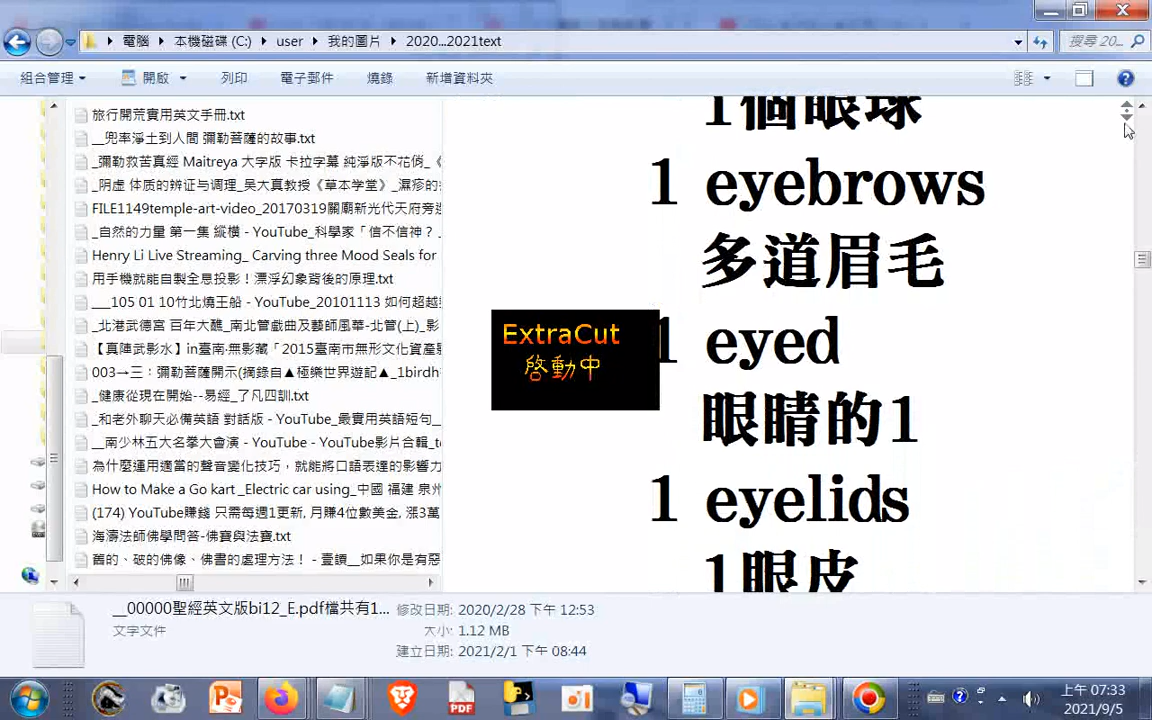 電腦 ▸ 本機磁碟 (C:) ▸ user ▸ 我的圖片 ▸ 2020...2021text
搜尋 20...
組合管理 開啟 列印 電子郵件 燒錄 新增資料夾
旅行開荒實用英文手冊.txt
__兜率淨土到人間 彌勒菩薩的故事.txt
_彌勒救苦真經 Maitreya 大字版 卡拉字幕 純淨版不花俏_《
_阴虚 体质的辨证与调理_吴大真教授《草本学堂》_濕疹的
FILE1149temple-art-video_20170319關廟新光代天府旁
_自然的力量 第一集 縱橫 - YouTube_科學家「信不信神？」
Henry Li Live Streaming_ Carving three Mood Seals for
用手機就能自製全息投影！漂浮幻象背後的原理.txt
___105 01 10竹北燒王船 - YouTube_20101113 如何超越
_北港武德宮 百年大醮_南北管戲曲及藝師風華-北管(上)_影
【真陣武影水】in臺南·無影藏「2015臺南市無形文化資產
003→三：彌勒菩薩開示(摘錄自▲極樂世界遊記▲_1birdh
_健康從現在開始--易經_了凡四訓.txt
_和老外聊天必備英語 對話版 - YouTube_最實用英語短句__
__南少林五大名拳大會演 - YouTube - YouTube影片合輯_t
為什麼運用適當的聲音變化技巧，就能將口語表達的影響力
How to Make a Go kart _Electric car using_中國 福建 泉州
(174) YouTube賺錢 只需每週1更新, 月賺4位數美金, 漲3萬
海濤法師佛學問答-佛寶與法寶.txt
舊的、破的佛像、佛書的處理方法！ - 壹讀__如果你是有惡
1個眼球
1 eyebrows
多道眉毛
1 eyed
眼睛的1
1 eyelids
1眼皮
ExtraCut
啓動中
__00000聖經英文版bi12_E.pdf檔共有1... 修改日期: 2020/2/28 下午 12:53
文字文件 大小: 1.12 MB
建立日期: 2021/2/1 下午 08:44
PDF
上午 07:33
2021/9/5